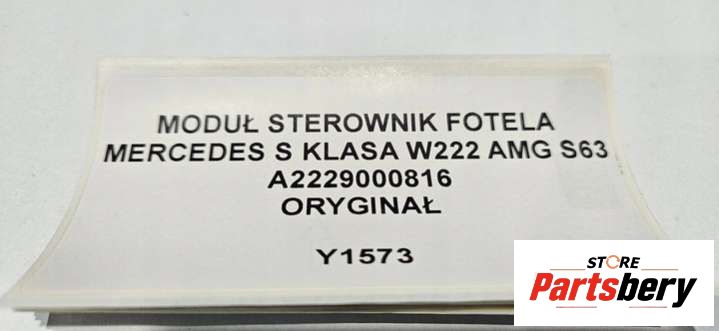 MODUŁ STEROWNIK FOTELA
MERCEDES S KLASA W222 AMG S63
A2229000816
ORYGINAŁ
Y1573
STORE
Partsbery